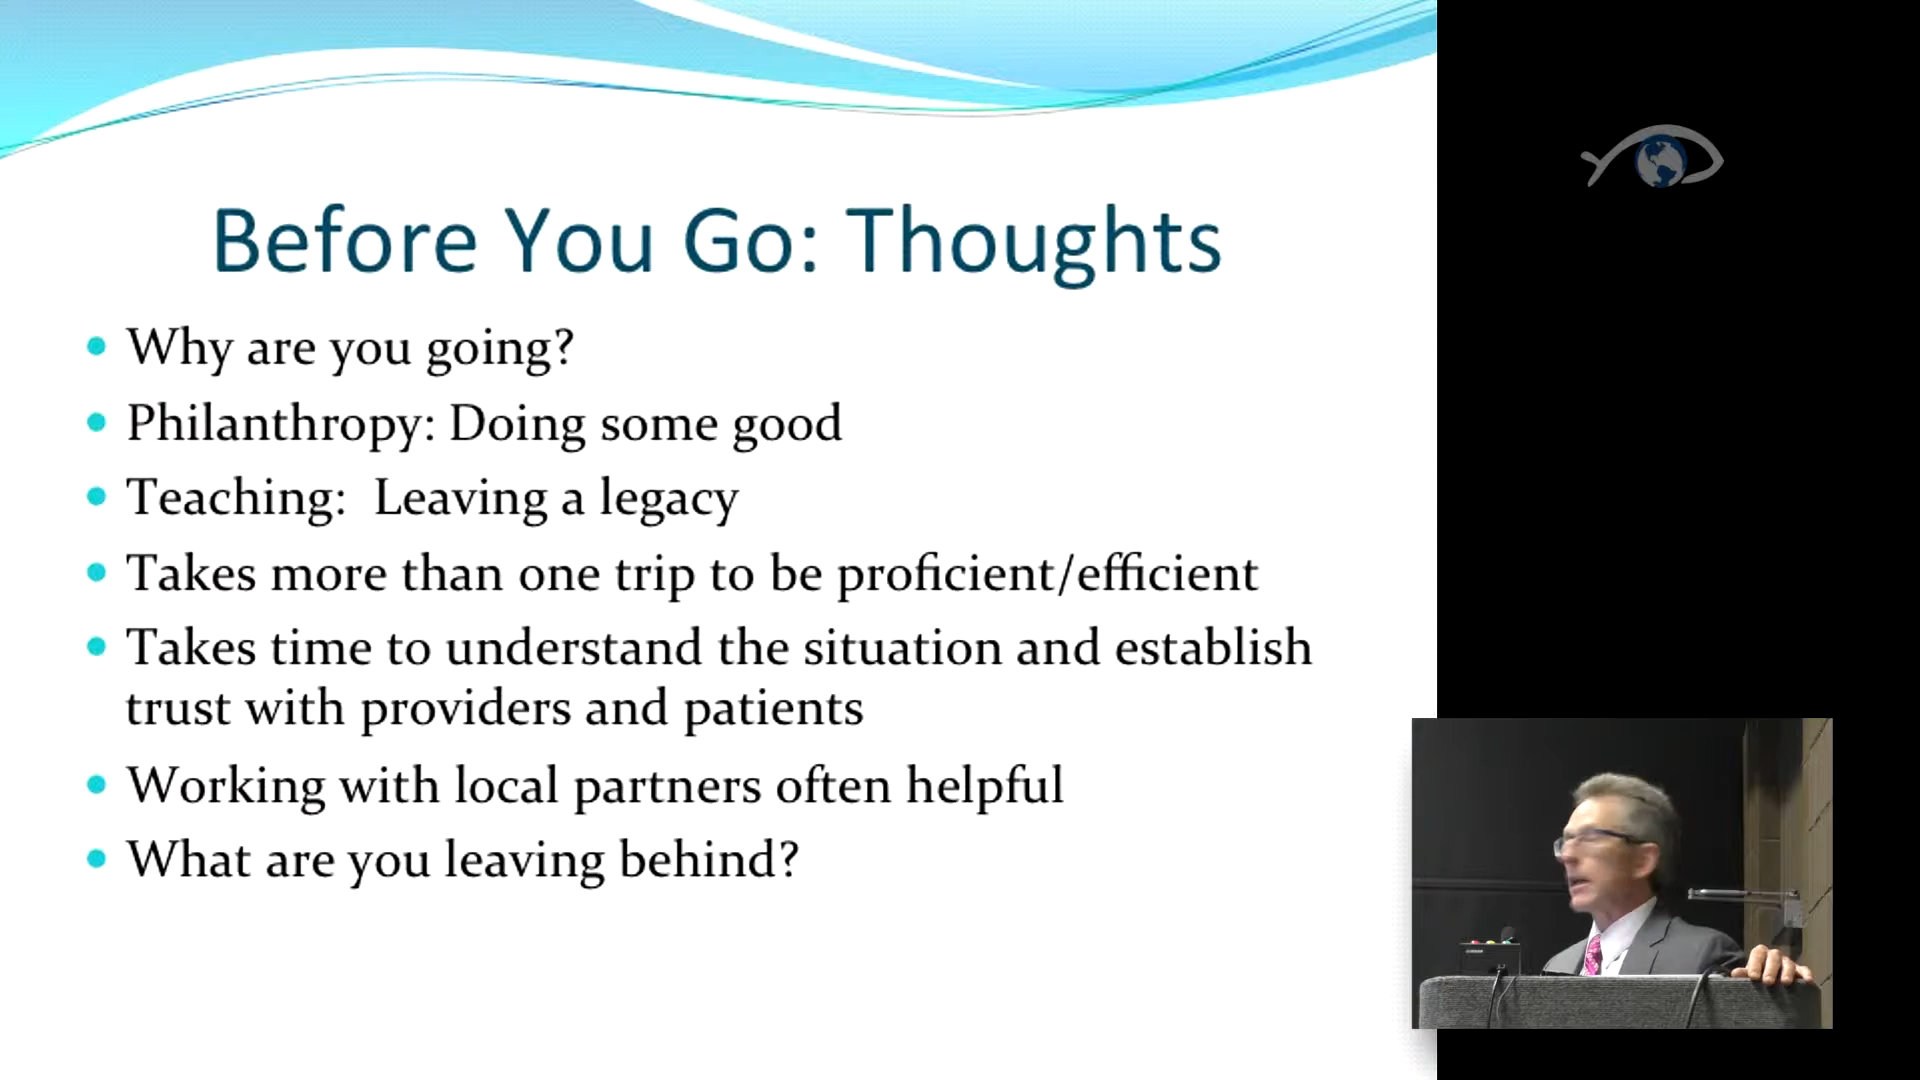 Before You Go: Thoughts
• Why are you going?
• Philanthropy: Doing some good
• Teaching:  Leaving a legacy
• Takes more than one trip to be proficient/efficient
• Takes time to understand the situation and establish
trust with providers and patients
• Working with local partners often helpful
• What are you leaving behind?